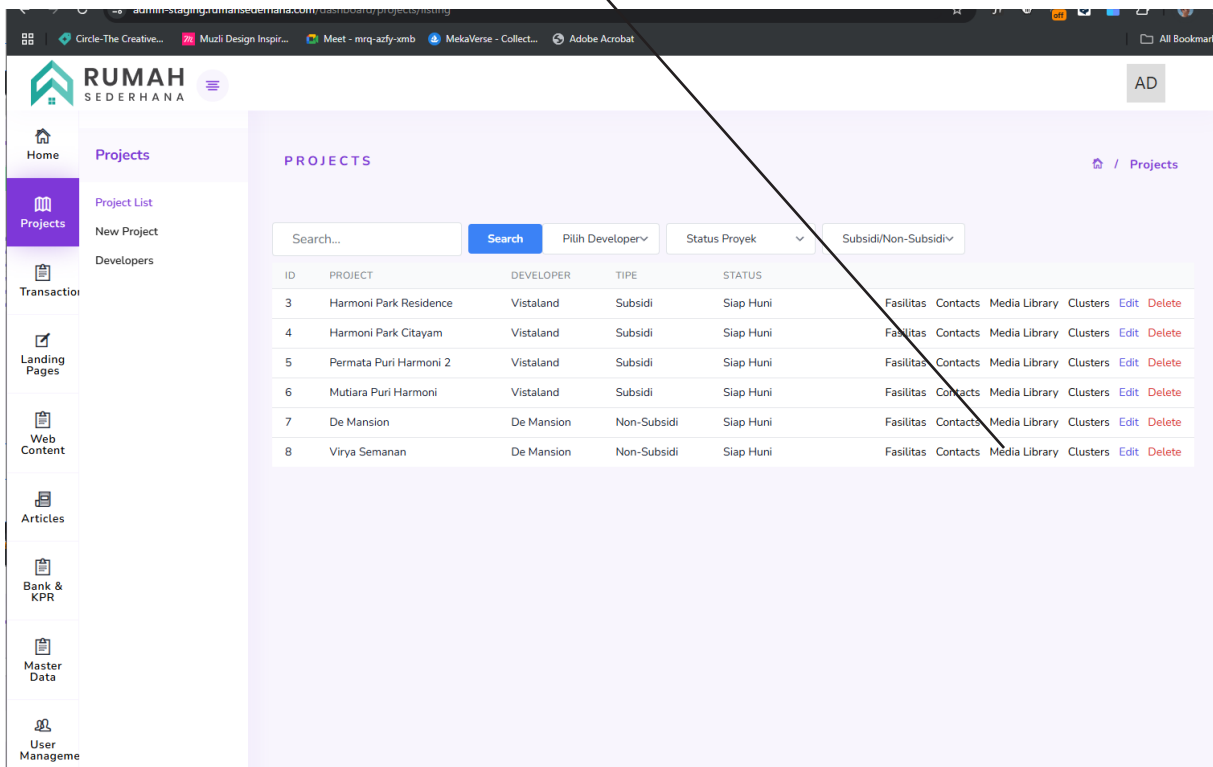 admin-staging.rumahsederhana.com/dashboard/projects/listing
off
Circle-The Creative... Muzli Design Inspir... Meet - mrq-azfy-xmb MekaVerse - Collect... Adobe Acrobat All Bookmar
RUMAH
SEDERHANA
AD
Home
Projects
Transaction
Landing
Pages
Web
Content
Articles
Bank &
KPR
Master
Data
User
Manageme
Projects
Project List
New Project
Developers
PROJECTS
/ Projects
Search... Search Pilih Developer Status Proyek Subsidi/Non-Subsidi
ID PROJECT DEVELOPER TIPE STATUS
3 Harmoni Park Residence Vistaland Subsidi Siap Huni Fasilitas Contacts Media Library Clusters Edit Delete
4 Harmoni Park Citayam Vistaland Subsidi Siap Huni Fasilitas Contacts Media Library Clusters Edit Delete
5 Permata Puri Harmoni 2 Vistaland Subsidi Siap Huni Fasilitas Contacts Media Library Clusters Edit Delete
6 Mutiara Puri Harmoni Vistaland Subsidi Siap Huni Fasilitas Contacts Media Library Clusters Edit Delete
7 De Mansion De Mansion Non-Subsidi Siap Huni Fasilitas Contacts Media Library Clusters Edit Delete
8 Virya Semanan De Mansion Non-Subsidi Siap Huni Fasilitas Contacts Media Library Clusters Edit Delete